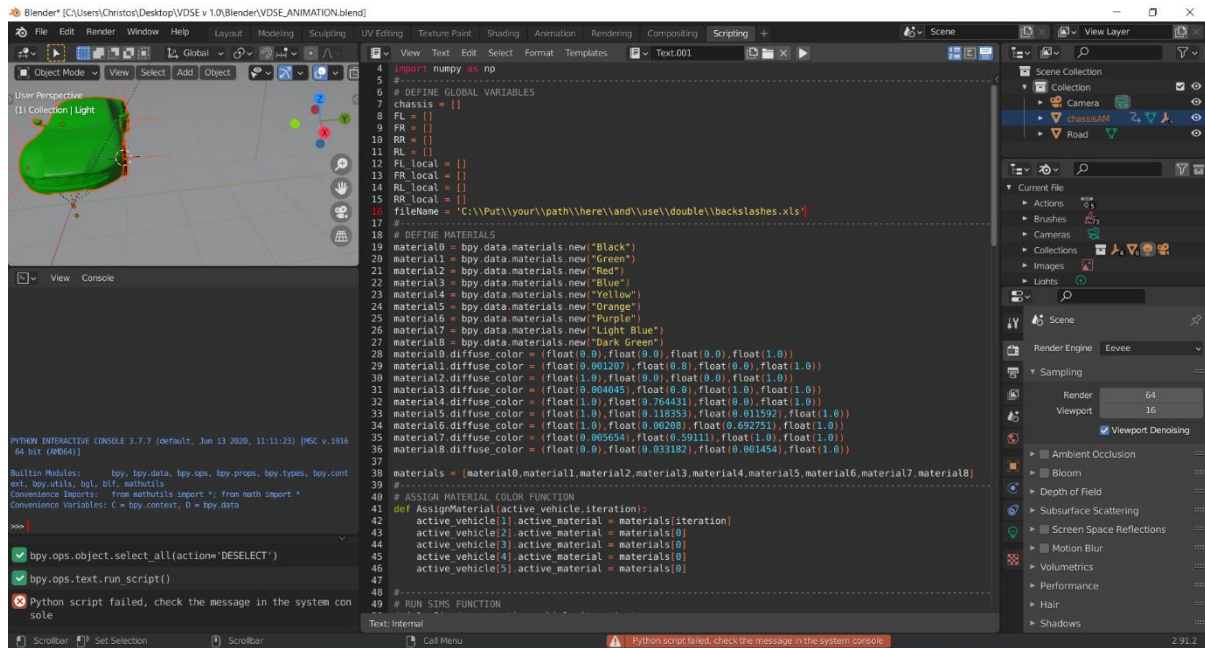 Blender* [C:\Users\Christos\Desktop\VDSE v 1.0\Blender\VDSE_ANIMATION.blend]
File Edit Render Window Help Layout Modeling Sculpting UV Editing Texture Paint Shading Animation Rendering Compositing Scripting + Scene View Layer
Global
View Text Edit Select Format Templates Text.001
Object Mode View Select Add Object
User Perspective
(1) Collection | Light
Z
Y
X
View Console
PYTHON INTERACTIVE CONSOLE 3.7.7 (default, Jun 13 2020, 11:11:23) [MSC v.1916
64 bit (AMD64)]
Builtin Modules: bpy, bpy.data, bpy.ops, bpy.props, bpy.types, bpy.cont
ext, bpy.utils, bgl, blf, mathutils
Convenience Imports: from mathutils import *; from math import *
Convenience Variables: C = bpy.context, D = bpy.data
>>>
bpy.ops.object.select_all(action='DESELECT')
bpy.ops.text.run_script()
Python script failed, check the message in the system con
sole
4 import numpy as np
5 #------------------------------------------------------------
6 # DEFINE GLOBAL VARIABLES
7 chassis = []
8 FL = []
9 FR = []
10 RR = []
11 RL = []
12 FL_local = []
13 FR_local = []
14 RL_local = []
15 RR_local = []
16 fileName = 'C:\\Put\\your\\path\\here\\and\\use\\double\\backslashes.xls'
17 #------------------------------------------------------------
18 # DEFINE MATERIALS
19 material0 = bpy.data.materials.new("Black")
20 material1 = bpy.data.materials.new("Green")
21 material2 = bpy.data.materials.new("Red")
22 material3 = bpy.data.materials.new("Blue")
23 material4 = bpy.data.materials.new("Yellow")
24 material5 = bpy.data.materials.new("Orange")
25 material6 = bpy.data.materials.new("Purple")
26 material7 = bpy.data.materials.new("Light Blue")
27 material8 = bpy.data.materials.new("Dark Green")
28 material0.diffuse_color = (float(0.0),float(0.0),float(0.0),float(1.0))
29 material1.diffuse_color = (float(0.001207),float(0.8),float(0.0),float(1.0))
30 material2.diffuse_color = (float(1.0),float(0.0),float(0.0),float(1.0))
31 material3.diffuse_color = (float(0.004045),float(0.0),float(1.0),float(1.0))
32 material4.diffuse_color = (float(1.0),float(0.764431),float(0.0),float(1.0))
33 material5.diffuse_color = (float(1.0),float(0.118353),float(0.011592),float(1.0))
34 material6.diffuse_color = (float(1.0),float(0.00208),float(0.692751),float(1.0))
35 material7.diffuse_color = (float(0.005654),float(0.59111),float(1.0),float(1.0))
36 material8.diffuse_color = (float(0.0),float(0.033182),float(0.001454),float(1.0))
37
38 materials = [material0,material1,material2,material3,material4,material5,material6,material7,material8]
39 #------------------------------------------------------------
40 # ASSIGN MATERIAL COLOR FUNCTION
41 def AssignMaterial(active_vehicle,iteration):
42 active_vehicle[1].active_material = materials[iteration]
43 active_vehicle[2].active_material = materials[0]
44 active_vehicle[3].active_material = materials[0]
45 active_vehicle[4].active_material = materials[0]
46 active_vehicle[5].active_material = materials[0]
47
48 #------------------------------------------------------------
49 # RUN SIMS FUNCTION
Text: Internal
Scene Collection
Collection
Camera
chassisAM
Road
Current File
Actions
Brushes
Cameras
Collections
Images
Lights
Scene
Render Engine Eevee
Sampling
Render 64
Viewport 16
Viewport Denoising
Ambient Occlusion
Bloom
Depth of Field
Subsurface Scattering
Screen Space Reflections
Motion Blur
Volumetrics
Performance
Hair
Shadows
Scrollbar Set Selection Scrollbar Call Menu Python script failed, check the message in the system console 2.91.2